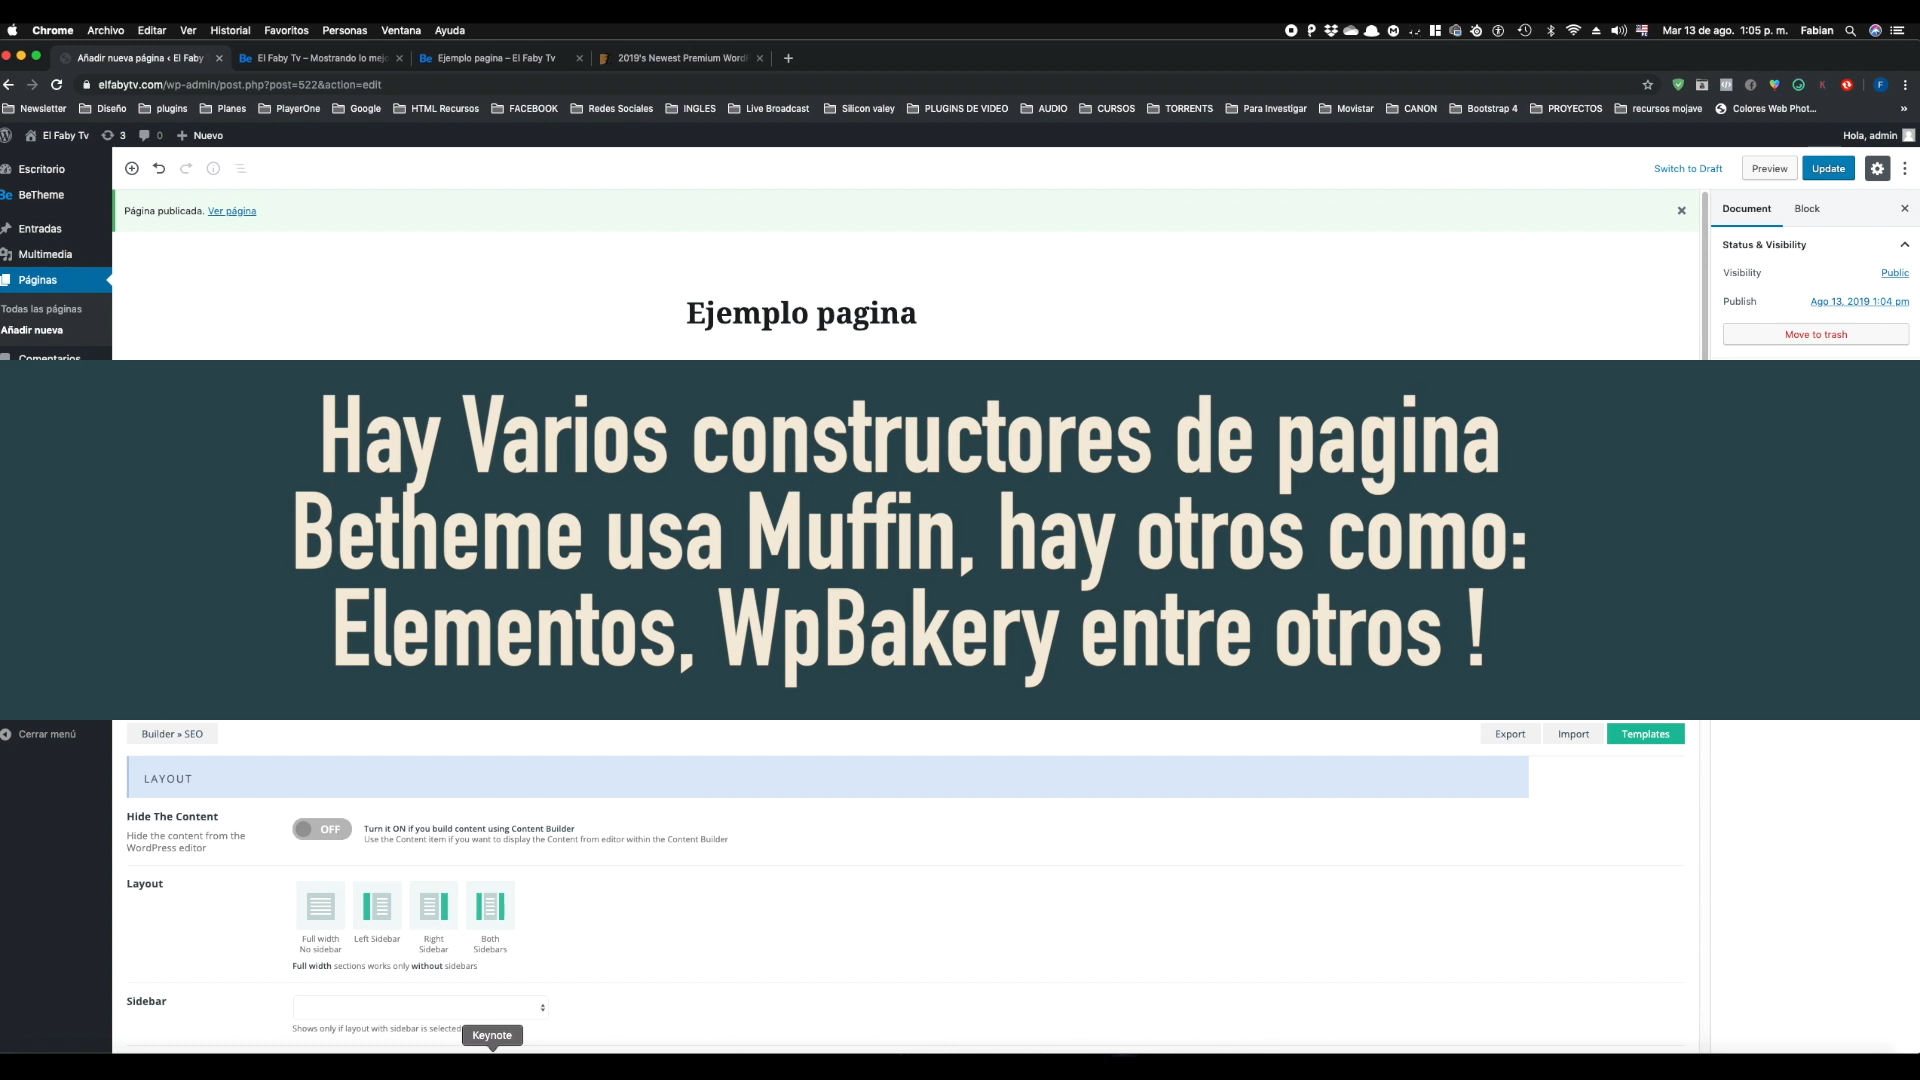 Chrome Archivo Editar Ver Historial Favoritos Personas Ventana Ayuda
Mar 13 de ago. 1:05 p. m. Fabian
Añadir nueva página ‹ El Faby
Be El Faby Tv – Mostrando lo mejo
Be Ejemplo pagina – El Faby Tv
2019's Newest Premium WordP
elfabytv.com/wp-admin/post.php?post=522&action=edit
Newsletter Diseño plugins Planes PlayerOne Google HTML Recursos FACEBOOK Redes Sociales INGLES Live Broadcast Silicon valey PLUGINS DE VIDEO AUDIO CURSOS TORRENTS Para Investigar Movistar CANON Bootstrap 4 PROYECTOS recursos mojave Colores Web Phot... »
El Faby Tv 3 0 + Nuevo
Hola, admin
Escritorio
Be BeTheme
Entradas
Multimedia
Páginas
Todas las páginas
Añadir nueva
Comentarios
Switch to Draft Preview Update
Página publicada. Ver página
Document Block
Status & Visibility
Visibility Public
Publish Ago 13, 2019 1:04 pm
Move to trash
Ejemplo pagina
Hay Varios constructores de pagina
Betheme usa Muffin, hay otros como:
Elementos, WpBakery entre otros !
Cerrar menú
Builder » SEO
Export Import Templates
LAYOUT
Hide The Content
Hide the content from the
WordPress editor
OFF
Turn it ON if you build content using Content Builder
Use the Content item if you want to display the Content from editor within the Content Builder
Layout
Full width
No sidebar
Left Sidebar
Right
Sidebar
Both
Sidebars
Full width sections works only without sidebars
Sidebar
Shows only if layout with sidebar is selected
Keynote